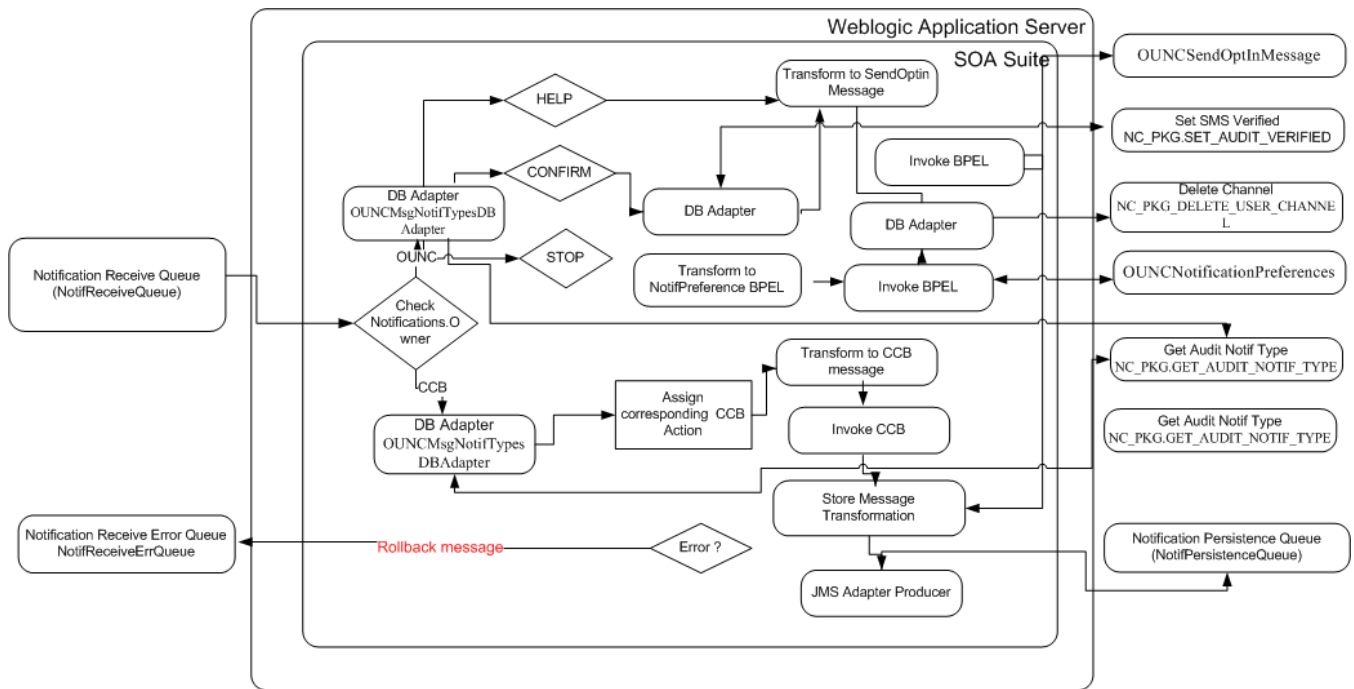 Weblogic Application Server
SOA Suite
OUNCSendOptInMessage
Transform to SendOptin
Message
HELP
Set SMS Verified
NC_PKG.SET_AUDIT_VERIFIED
Invoke BPEL
CONFIRM
DB Adapter
OUNCMsgNotifTypesDB
Adapter
DB Adapter
Delete Channel
NC_PKG_DELETE_USER_CHANNE
L
DB Adapter
OUNC
STOP
Notification Receive Queue
(NotifReceiveQueue)
Transform to
NotifPreference BPEL
Invoke BPEL
OUNCNotificationPreferences
Check
Notifications.O
wner
Get Audit Notif Type
NC_PKG.GET_AUDIT_NOTIF_TYPE
Transform to CCB
message
CCB
Assign
corresponding CCB
Action
DB Adapter
OUNCMsgNotifTypes
DBAdapter
Invoke CCB
Get Audit Notif Type
NC_PKG.GET_AUDIT_NOTIF_TYPE
Store Message
Transformation
Notification Receive Error Queue
NotifReceiveErrQueue
Rollback message
Error ?
Notification Persistence Queue
(NotifPersistenceQueue)
JMS Adapter Producer